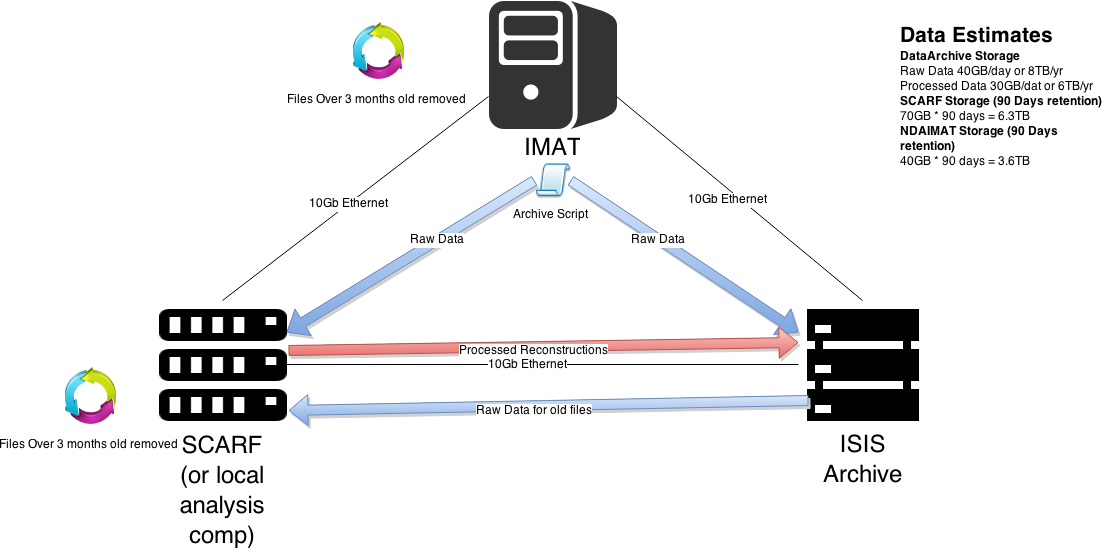 Data Estimates
DataArchive Storage
Raw Data 40GB/day or 8TB/yr
Processed Data 30GB/dat or 6TB/yr
SCARF Storage (90 Days retention)
70GB * 90 days = 6.3TB
NDAIMAT Storage (90 Days
retention)
40GB * 90 days = 3.6TB
Files Over 3 months old removed
IMAT
Archive Script
10Gb Ethernet
10Gb Ethernet
Raw Data
Raw Data
Processed Reconstructions
10Gb Ethernet
Raw Data for old files
Files Over 3 months old removed
SCARF
(or local
analysis
comp)
ISIS
Archive